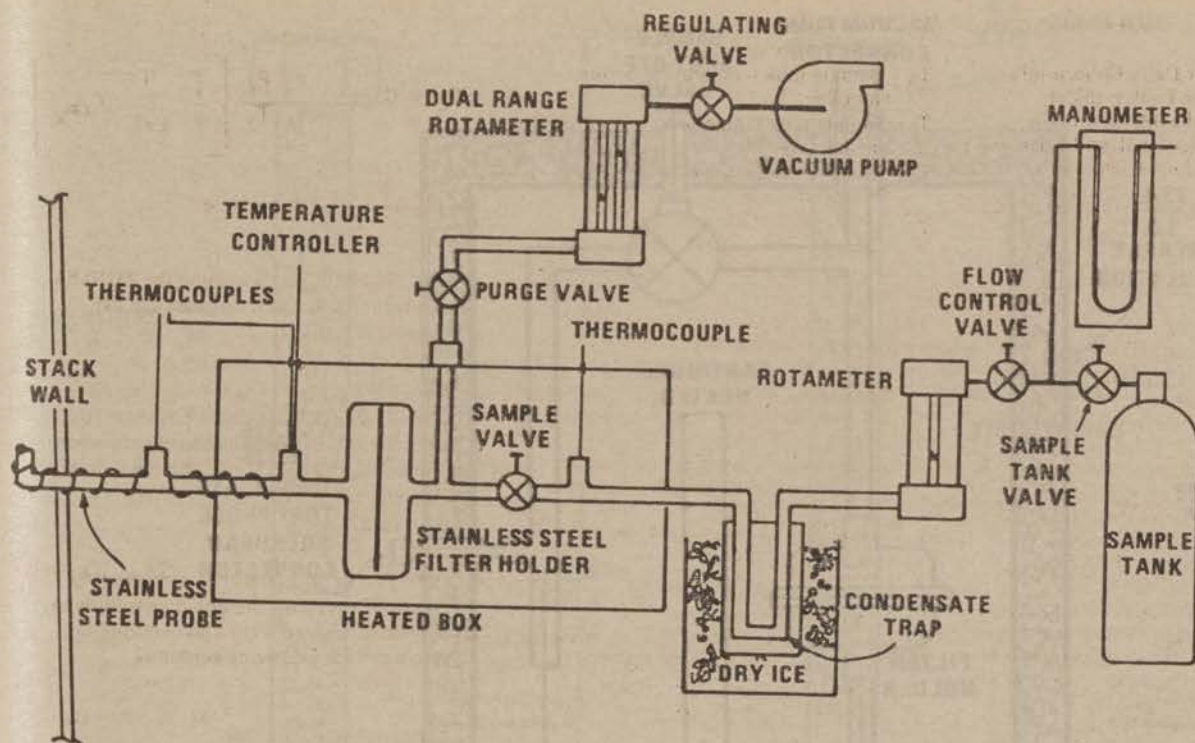 REGULATING
VALVE
DUAL RANGE
ROTAMETER
VACUUM PUMP
MANOMETER
TEMPERATURE
CONTROLLER
PURGE VALVE
FLOW
CONTROL
VALVE
THERMOCOUPLES
THERMOCOUPLE
STACK
WALL
ROTAMETER
SAMPLE
VALVE
SAMPLE
TANK
VALVE
STAINLESS STEEL
FILTER HOLDER
SAMPLE
TANK
STAINLESS
STEEL PROBE
HEATED BOX
CONDENSATE
TRAP
DRY ICE